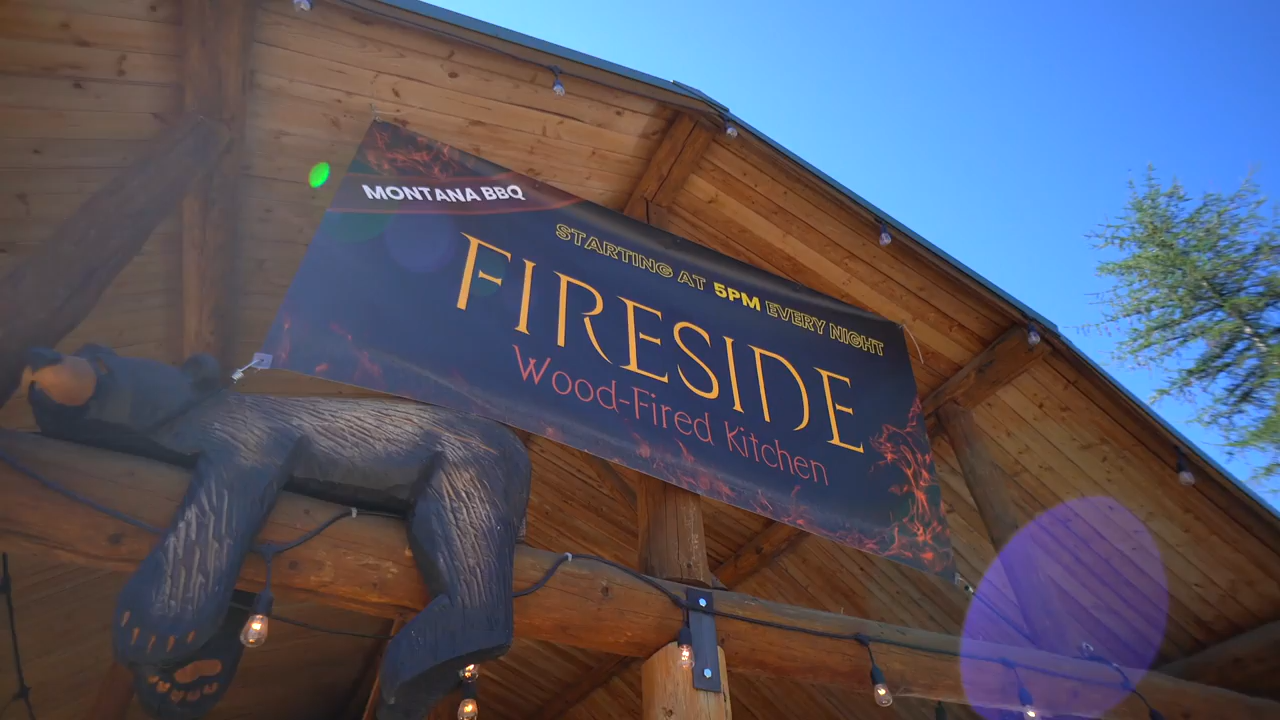 MONTANA BBQ
STARTING AT 5PM EVERY NIGHT
FIRESIDE
Wood-Fired Kitchen